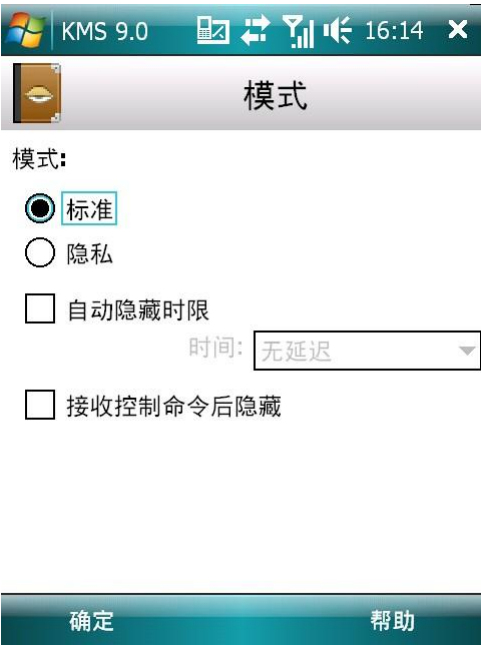 KMS 9.0 16:14
模式
模式:
标准
隐私
自动隐藏时限
时间: 无延迟
接收控制命令后隐藏
确定 帮助